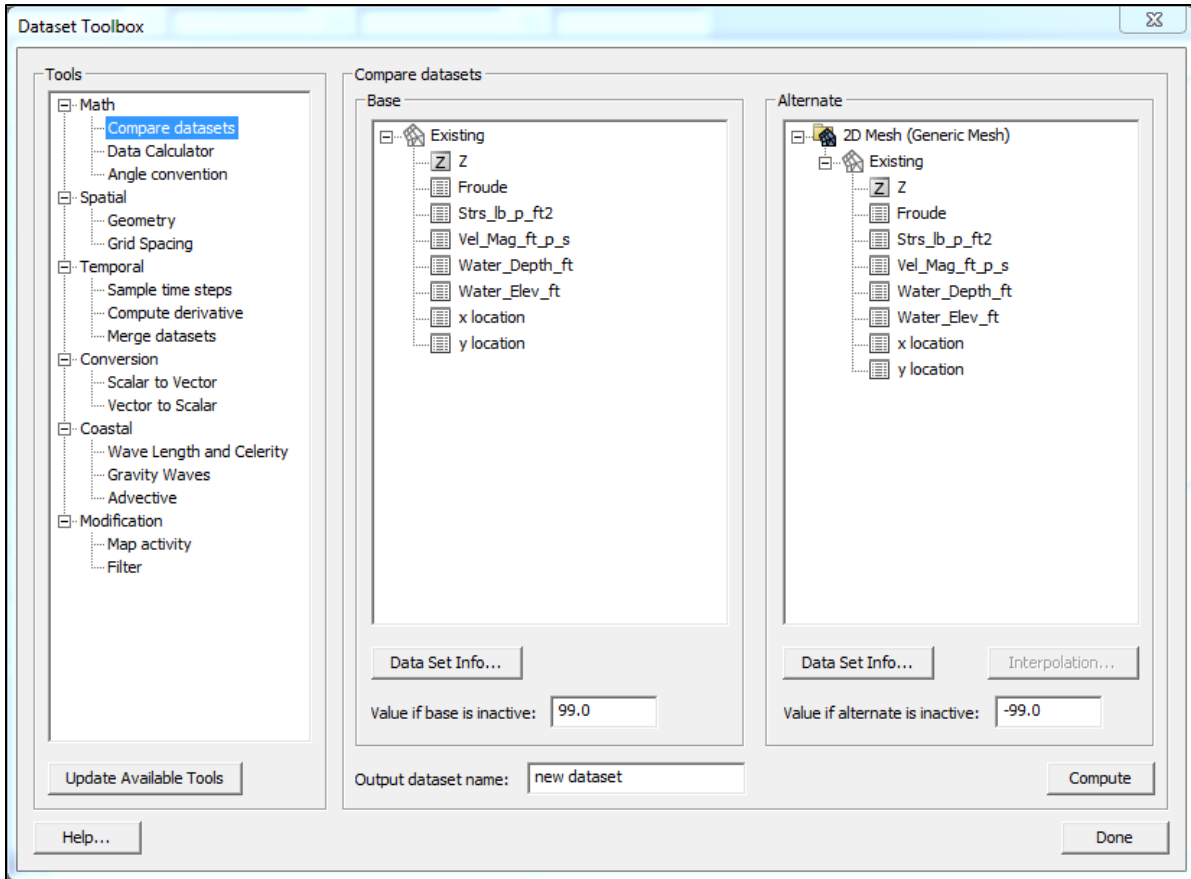 Dataset Toolbox
Tools
Math
Compare datasets
Data Calculator
Angle convention
Spatial
Geometry
Grid Spacing
Temporal
Sample time steps
Compute derivative
Merge datasets
Conversion
Scalar to Vector
Vector to Scalar
Coastal
Wave Length and Celerity
Gravity Waves
Advective
Modification
Map activity
Filter
Update Available Tools
Compare datasets
Base
Existing
Z Z
Froude
Strs_lb_p_ft2
Vel_Mag_ft_p_s
Water_Depth_ft
Water_Elev_ft
x location
y location
Data Set Info...
Value if base is inactive: 99.0
Alternate
2D Mesh (Generic Mesh)
Existing
Z Z
Froude
Strs_lb_p_ft2
Vel_Mag_ft_p_s
Water_Depth_ft
Water_Elev_ft
x location
y location
Data Set Info... Interpolation...
Value if alternate is inactive: -99.0
Output dataset name: new dataset Compute
Help... Done